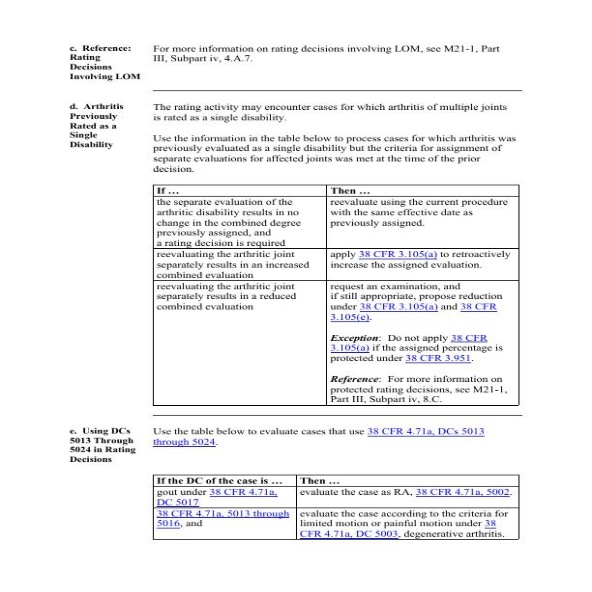 c. Reference:
Rating
Decisions
Involving LOM
For more information on rating decisions involving LOM, see M21-1, Part
III, Subpart iv, 4.A.7.
d. Arthritis
Previously
Rated as a
Single
Disability
The rating activity may encounter cases for which arthritis of multiple joints
is rated as a single disability.
Use the information in the table below to process cases for which arthritis was
previously evaluated as a single disability but the criteria for assignment of
separate evaluations for affected joints was met at the time of the prior
decision.
If ...
Then ...
the separate evaluation of the
arthritic disability results in no
change in the combined degree
previously assigned, and
a rating decision is required
reevaluate using the current procedure
with the same effective date as
previously assigned.
reevaluating the arthritic joint
separately results in an increased
combined evaluation
apply 38 CFR 3.105(a) to retroactively
increase the assigned evaluation.
reevaluating the arthritic joint
separately results in a reduced
combined evaluation
request an examination, and
if still appropriate, propose reduction
under 38 CFR 3.105(a) and 38 CFR
3.105(e).
Exception: Do not apply 38 CFR
3.105(a) if the assigned percentage is
protected under 38 CFR 3.951.
Reference: For more information on
protected rating decisions, see M21-1,
Part III, Subpart iv, 8.C.
e. Using DCs
5013 Through
5024 in Rating
Decisions
Use the table below to evaluate cases that use 38 CFR 4.71a, DCs 5013
through 5024.
If the DC of the case is ...
Then ...
gout under 38 CFR 4.71a,
DC 5017
evaluate the case as RA, 38 CFR 4.71a, 5002.
38 CFR 4.71a, 5013 through
5016, and
evaluate the case according to the criteria for
limited motion or painful motion under 38
CFR 4.71a, DC 5003, degenerative arthritis.